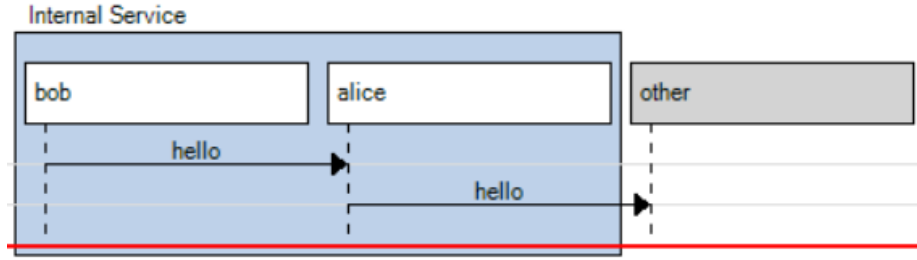 Internal Service
bob
alice
other
hello
hello